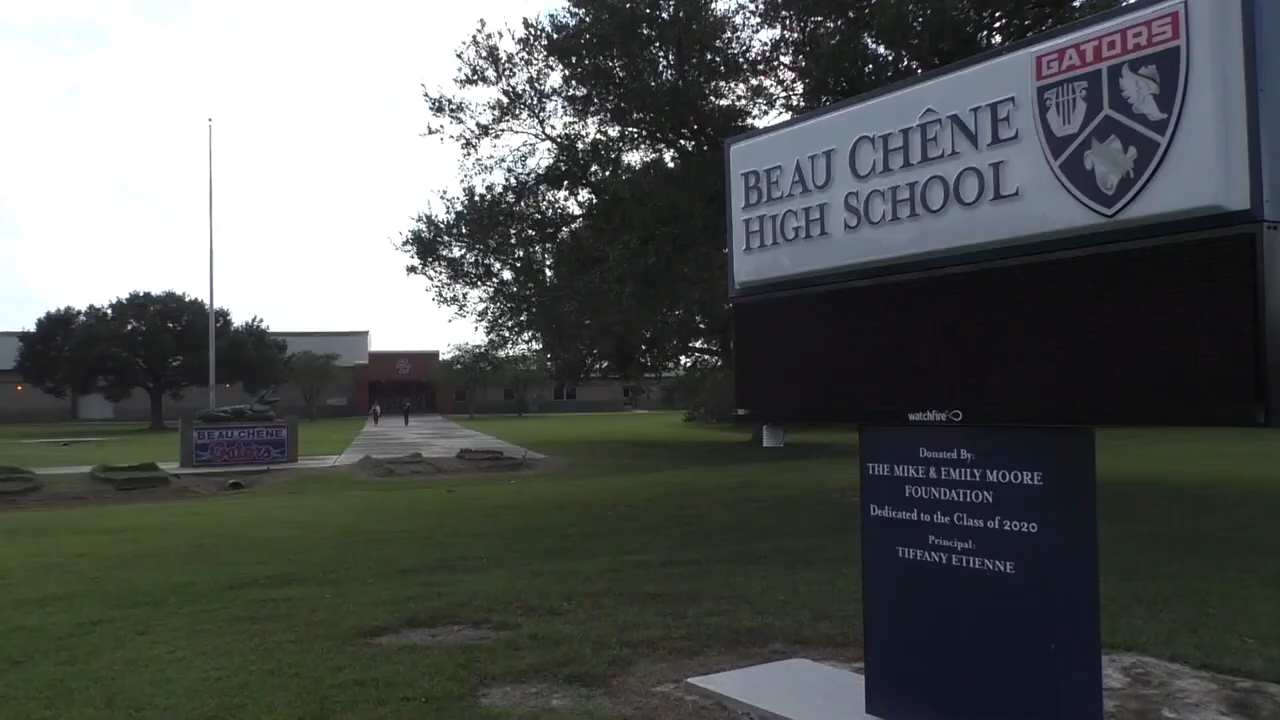 GATORS
BEAU CHÊNE
HIGH SCHOOL
watchfire
Donated By:
THE MIKE & EMILY MOORE
FOUNDATION
Dedicated to the Class of 2020
Principal:
TIFFANY ETIENNE
BEAU CHENE
Gators